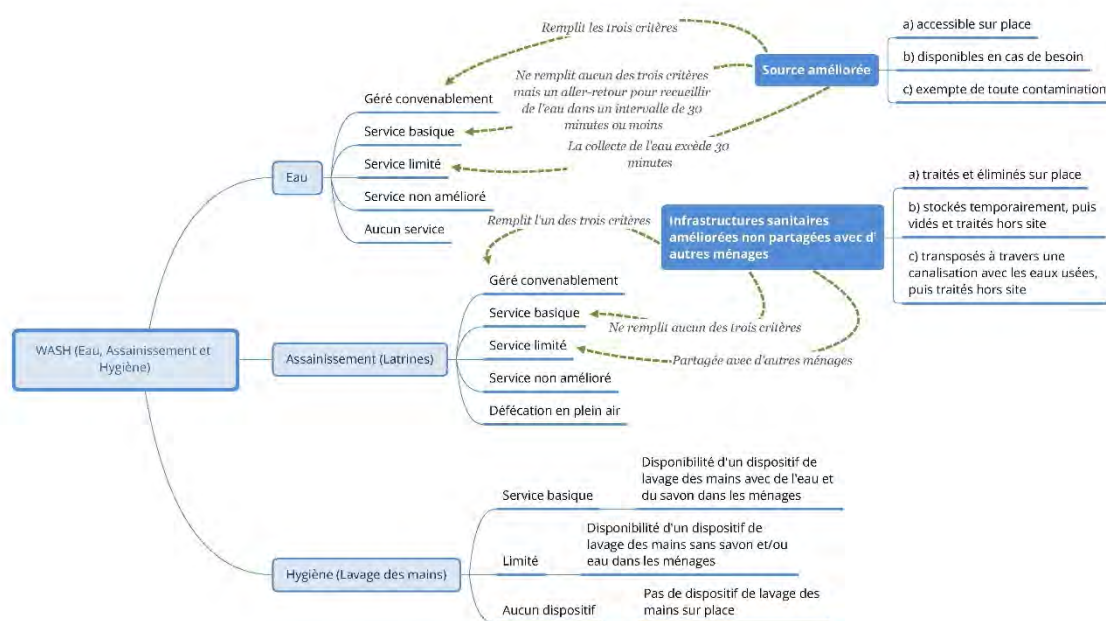 Remplit les trois critères
a) accessible sur place
Source améliorée
b) disponibles en cas de besoin
c) exempte de toute contamination
Ne remplit aucun des trois critères
mais un aller-retour pour recueillir
de l'eau dans un intervalle de 30
minutes ou moins
La collecte de l'eau excède 30
minutes
Eau
Géré convenablement
Service basique
Service limité
Service non amélioré
Aucun service
Remplit l'un des trois critères
Infrastructures sanitaires
améliorées non partagées avec d'
autres ménages
a) traités et éliminés sur place
b) stockés temporairement, puis
vidés et traités hors site
c) transposés à travers une
canalisation avec les eaux usées,
puis traités hors site
WASH (Eau, Assainissement et
Hygiène)
Assainissement (Latrines)
Géré convenablement
Service basique
Service limité
Service non amélioré
Défécation en plein air
Ne remplit aucun des trois critères
Partagée avec d'autres ménages
Hygiène (Lavage des mains)
Service basique
Disponibilité d'un dispositif de
lavage des mains avec de l'eau et
du savon dans les ménages
Limité
Disponibilité d'un dispositif de
lavage des mains sans savon et/ou
eau dans les ménages
Aucun dispositif
Pas de dispositif de lavage des
mains sur place